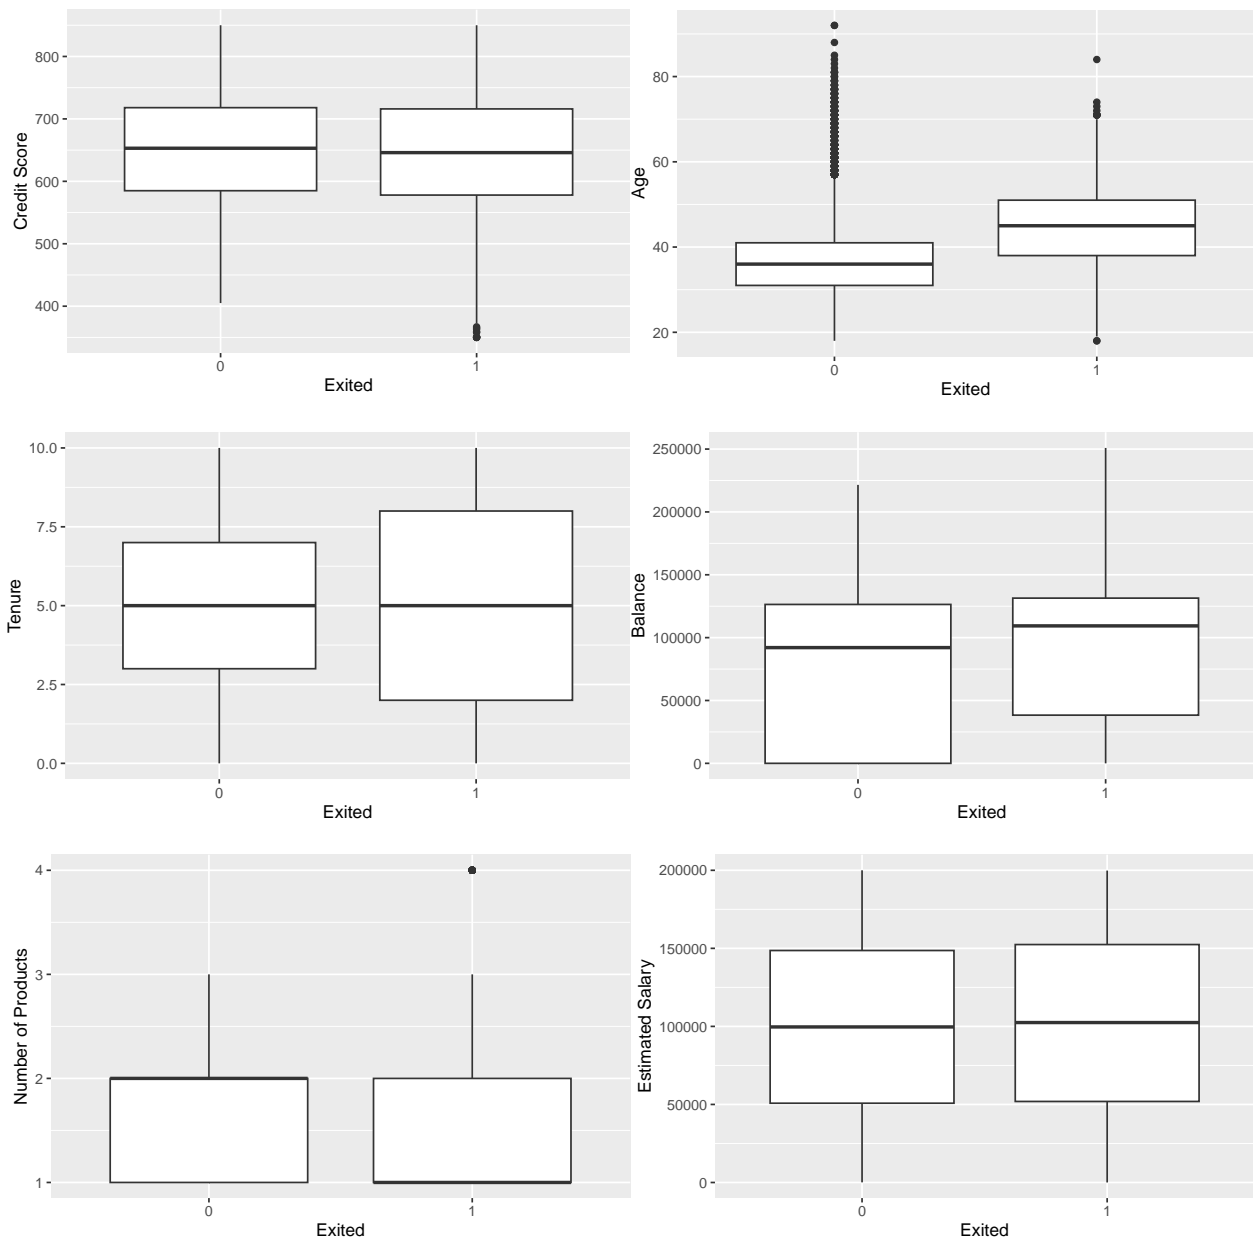 Credit Score
800
700
600
500
400
0 1
Exited
Age
80
60
40
20
0 1
Exited
Tenure
10.0
7.5
5.0
2.5
0.0
0 1
Exited
Balance
250000
200000
150000
100000
50000
0
0 1
Exited
Number of Products
4
3
2
1
0 1
Exited
Estimated Salary
200000
150000
100000
50000
0
0 1
Exited